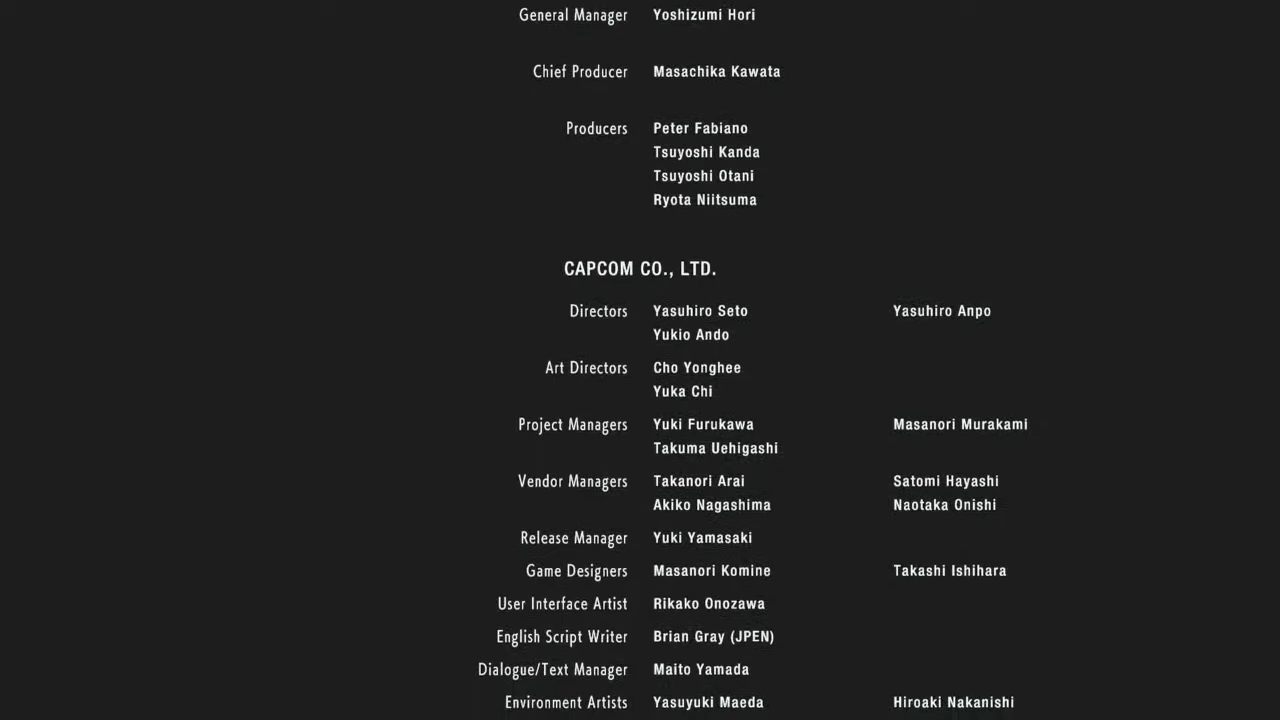 General Manager Yoshizumi Hori
Chief Producer Masachika Kawata
Producers Peter Fabiano
Tsuyoshi Kanda
Tsuyoshi Otani
Ryota Niitsuma
CAPCOM CO., LTD.
Directors Yasuhiro Seto Yasuhiro Anpo
Yukio Ando
Art Directors Cho Yonghee
Yuka Chi
Project Managers Yuki Furukawa Masanori Murakami
Takuma Uehigashi
Vendor Managers Takanori Arai Satomi Hayashi
Akiko Nagashima Naotaka Onishi
Release Manager Yuki Yamasaki
Game Designers Masanori Komine Takashi Ishihara
User Interface Artist Rikako Onozawa
English Script Writer Brian Gray (JPEN)
Dialogue/Text Manager Maito Yamada
Environment Artists Yasuyuki Maeda Hiroaki Nakanishi